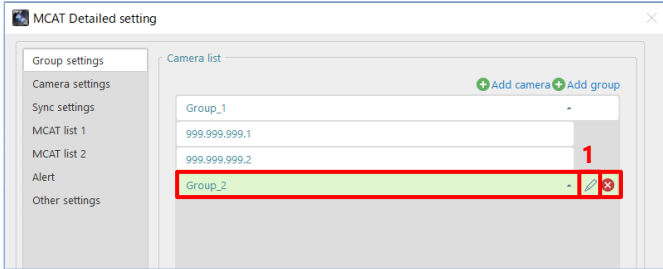 MCAT Detailed setting
Group settings
Camera settings
Sync settings
MCAT list 1
MCAT list 2
Alert
Other settings
Camera list
Add camera Add group
Group_1
999.999.999.1
999.999.999.2
1
Group_2